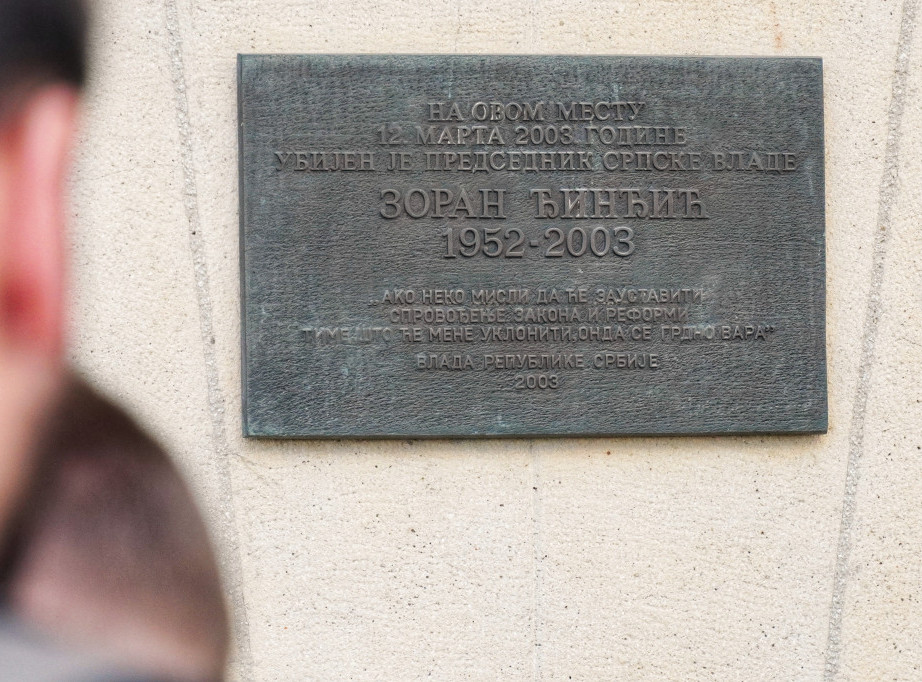 НА ОВОМ МЕСТУ
12. МАРТА 2003. ГОДИНЕ
УБИЈЕН ЈЕ ПРЕДСЕДНИК СРПСКЕ ВЛАДЕ
ЗОРАН ЂИНЂИЋ
1952-2003
„АКО НЕКО МИСЛИ ДА ЋЕ ЗАУСТАВИТИ
СПРОВОЂЕЊЕ ЗАКОНА И РЕФОРМИ
ТИМЕ ШТО ЋЕ МЕНЕ УКЛОНИТИ, ОНДА СЕ ГРДНО ВАРА”
ВЛАДА РЕПУБЛИКЕ СРБИЈЕ
2003